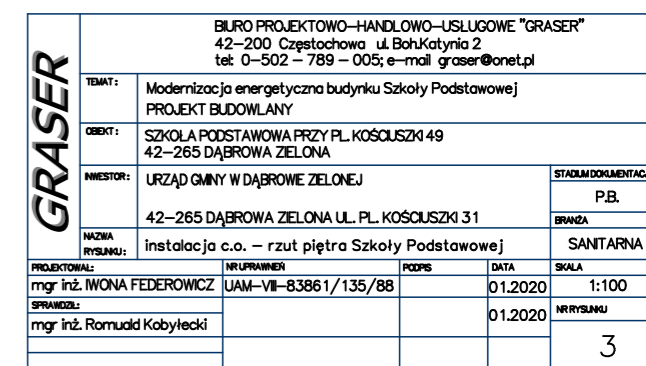 GRASER
BIURO PROJEKTOWO–HANDLOWO–USŁUGOWE "GRASER"
42–200 Częstochowa ul. Boh.Katynia 2
tel: 0–502 – 789 – 005; e–mail graser@onet.pl
TEMAT: Modernizacja energetyczna budynku Szkoły Podstawowej
PROJEKT BUDOWLANY
OBIEKT: SZKOŁA PODSTAWOWA PRZY PL. KOŚCIUSZKI 49
42–265 DĄBROWA ZIELONA
INWESTOR: URZĄD GMINY W DĄBROWIE ZIELONEJ
42–265 DĄBROWA ZIELONA UL. PL. KOŚCIUSZKI 31
STADIUM DOKUMENTAC.
P.B.
BRANŻA
SANITARNA
NAZWA RYSUNKU: instalacja c.o. – rzut piętra Szkoły Podstawowej
PROJEKTOWAŁ: NR UPRAWNIEŃ PODPIS DATA SKALA
mgr inż. IWONA FEDEROWICZ UAM–VIII–83861/135/88 01.2020 1:100
SPRAWDZIŁ: NR RYSUNKU
mgr inż. Romuald Kobyłecki 01.2020
3